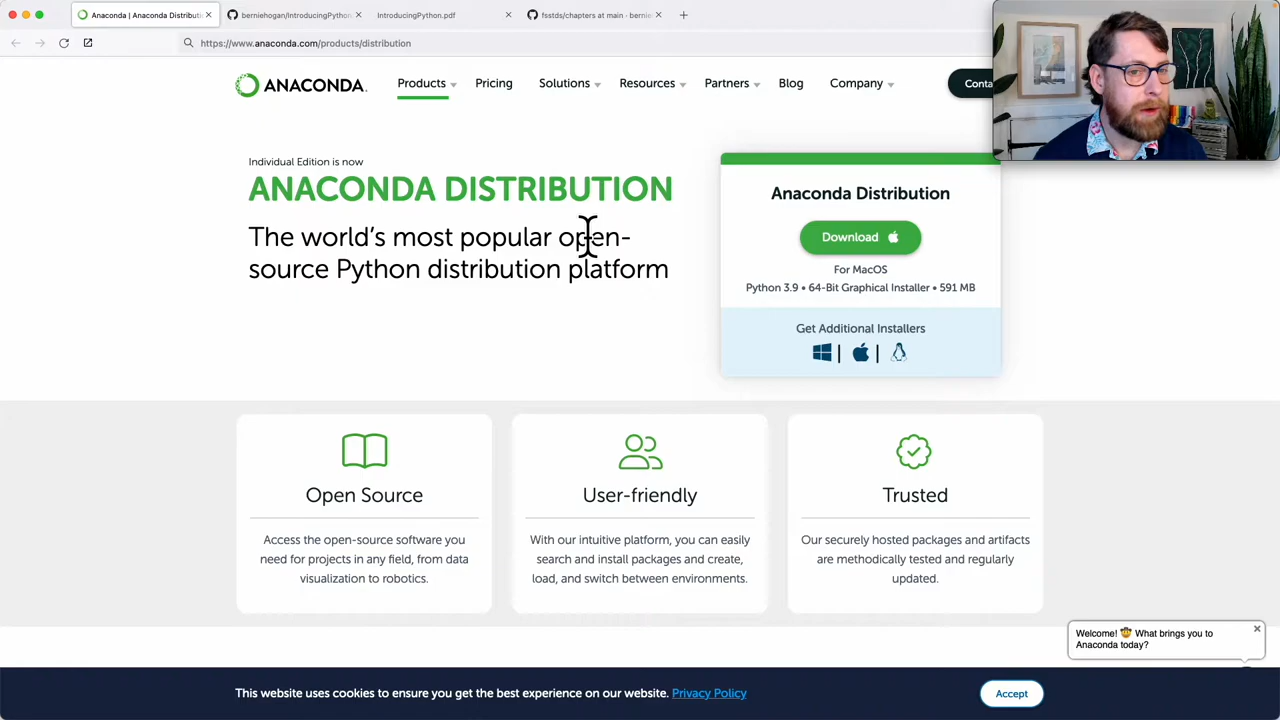 Anaconda | Anaconda Distributi
berniehogan/IntroducingPython
IntroducingPython.pdf
fsstds/chapters at main · bernie
https://www.anaconda.com/products/distribution
ANACONDA.
Products
Pricing
Solutions
Resources
Partners
Blog
Company
Conta
Individual Edition is now
ANACONDA DISTRIBUTION
The world's most popular open-
source Python distribution platform
Anaconda Distribution
Download
For MacOS
Python 3.9 • 64-Bit Graphical Installer • 591 MB
Get Additional Installers
Open Source
Access the open-source software you
need for projects in any field, from data
visualization to robotics.
User-friendly
With our intuitive platform, you can easily
search and install packages and create,
load, and switch between environments.
Trusted
Our securely hosted packages and artifacts
are methodically tested and regularly
updated.
Welcome! 🤠 What brings you to
Anaconda today?
This website uses cookies to ensure you get the best experience on our website. Privacy Policy
Accept